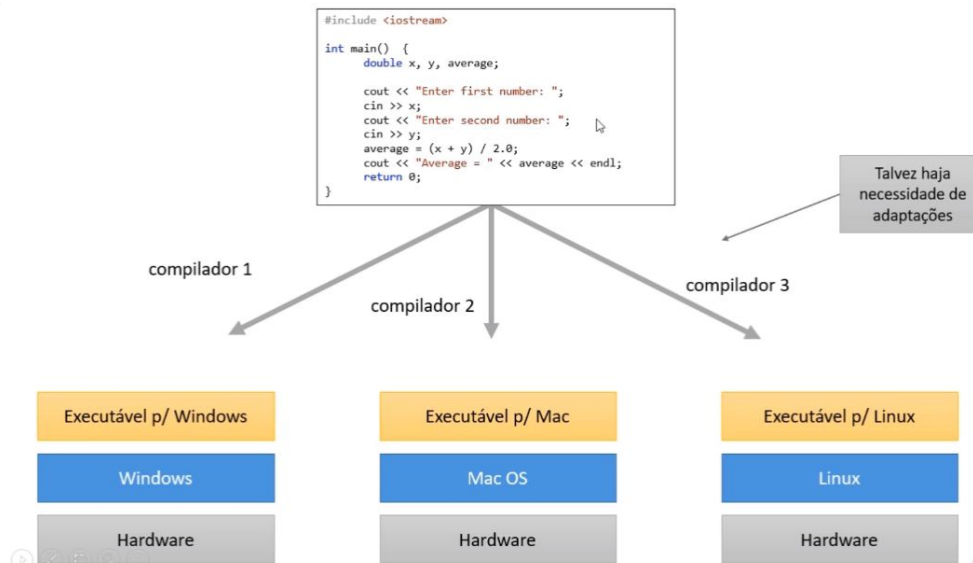 #include <iostream>
int main() {
double x, y, average;
cout << "Enter first number: ";
cin >> x;
cout << "Enter second number: ";
cin >> y;
average = (x + y) / 2.0;
cout << "Average = " << average << endl;
return 0;
}
Talvez haja
necessidade de
adaptações
compilador 1
compilador 2
compilador 3
Executável p/ Windows
Executável p/ Mac
Executável p/ Linux
Windows
Mac OS
Linux
Hardware
Hardware
Hardware